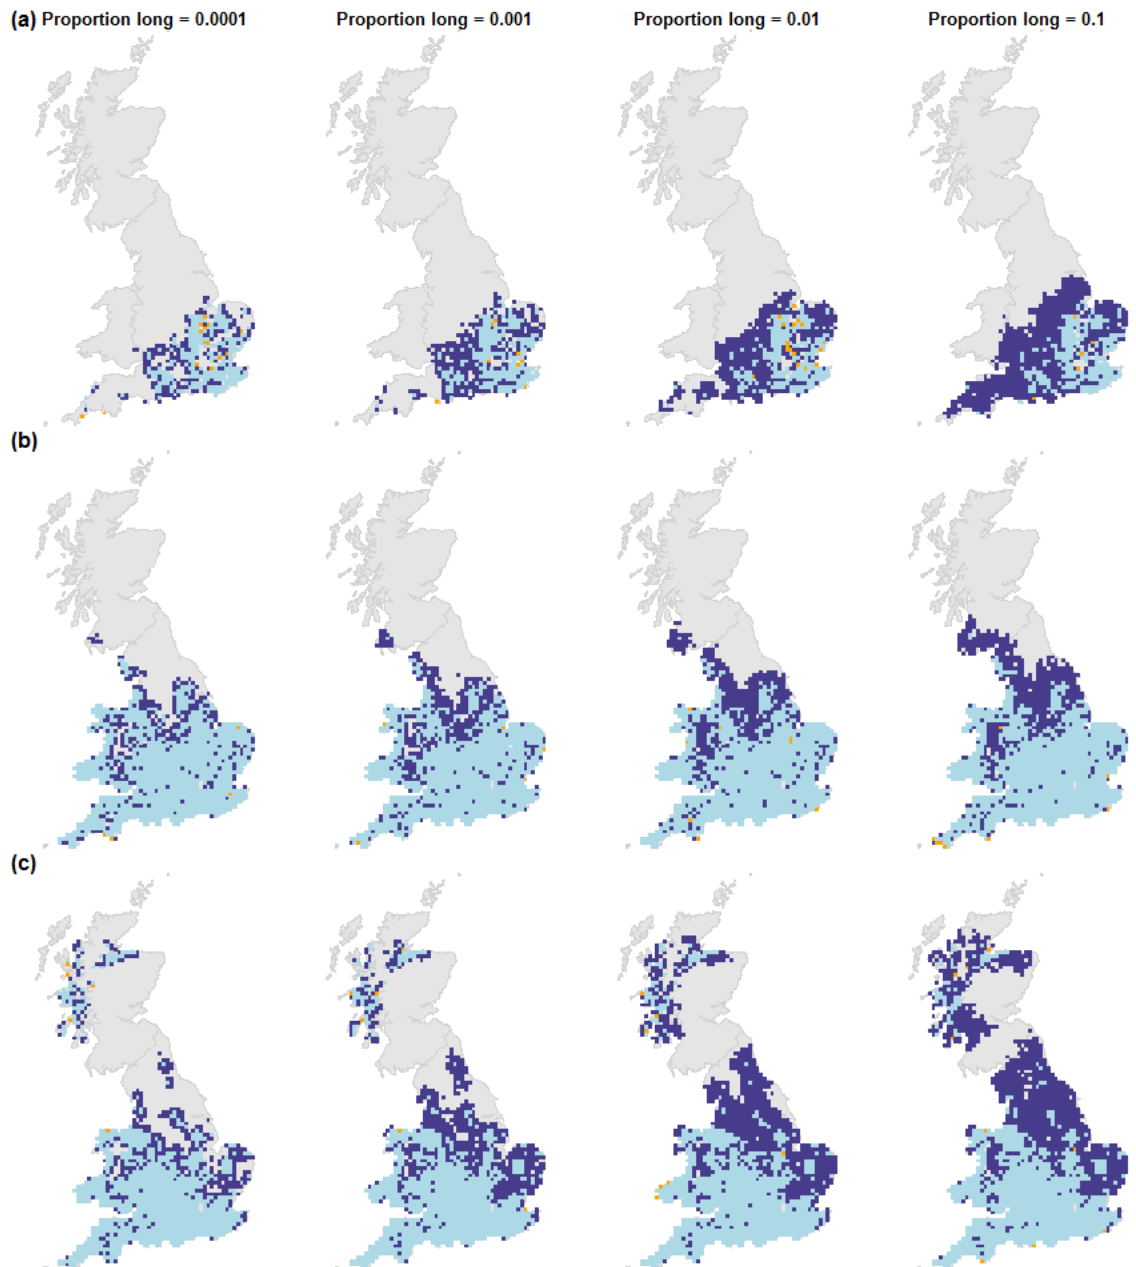 (a) Proportion long = 0.0001 Proportion long = 0.001 Proportion long = 0.01 Proportion long = 0.1
(b)
(c)